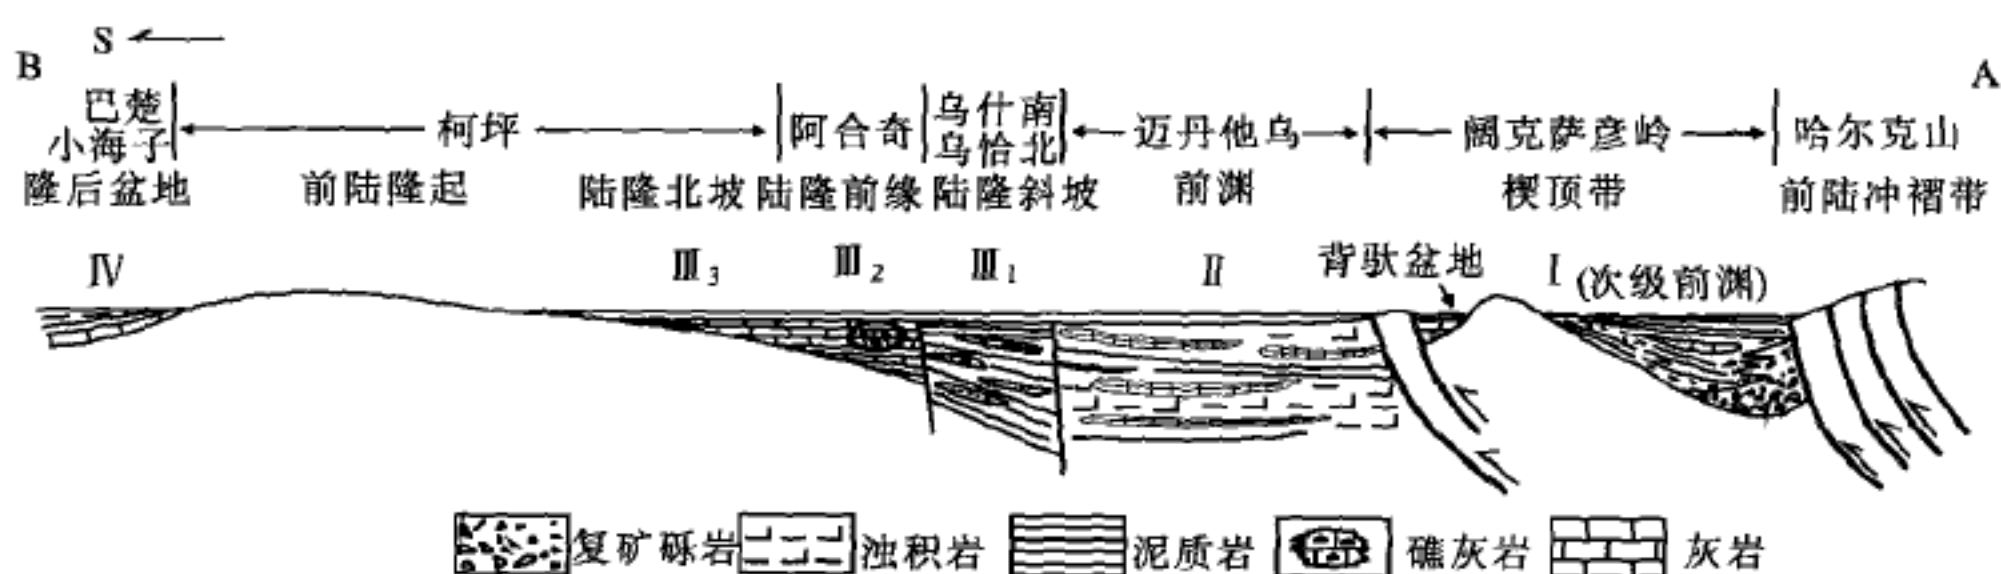 S
B
A
巴楚
小海子
柯坪
阿合奇
乌什南
乌恰北
迈丹他乌
阔克萨彦岭
哈尔克山
隆后盆地
前陆隆起
陆隆北坡
陆隆前缘
陆隆斜坡
前渊
楔顶带
前陆冲褶带
Ⅳ
Ⅲ3
Ⅲ2
Ⅲ1
Ⅱ
背驮盆地
Ⅰ (次级前渊)
复矿砾岩
浊积岩
泥质岩
礁灰岩
灰岩